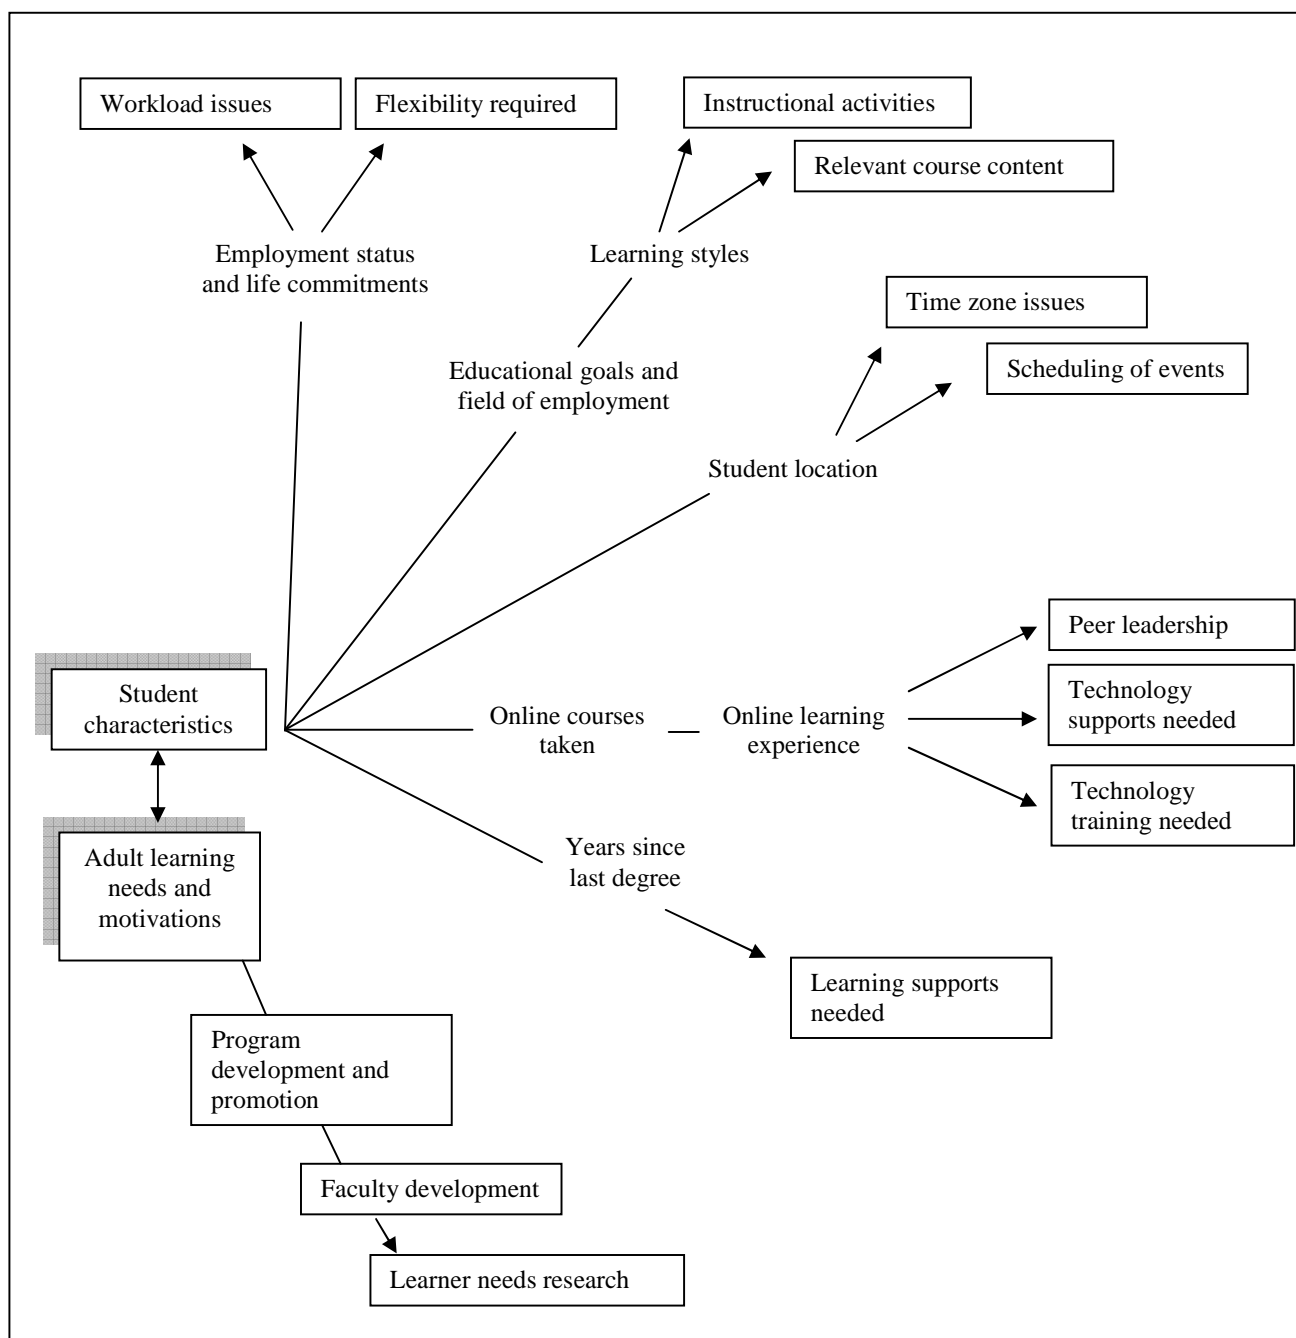 Workload issues
Flexibility required
Instructional activities
Relevant course content
Employment status
and life commitments
Learning styles
Time zone issues
Scheduling of events
Educational goals and
field of employment
Student location
Peer leadership
Student
characteristics
Online courses
taken
Online learning
experience
Technology
supports needed
Technology
training needed
Adult learning
needs and
motivations
Years since
last degree
Learning supports
needed
Program
development and
promotion
Faculty development
Learner needs research